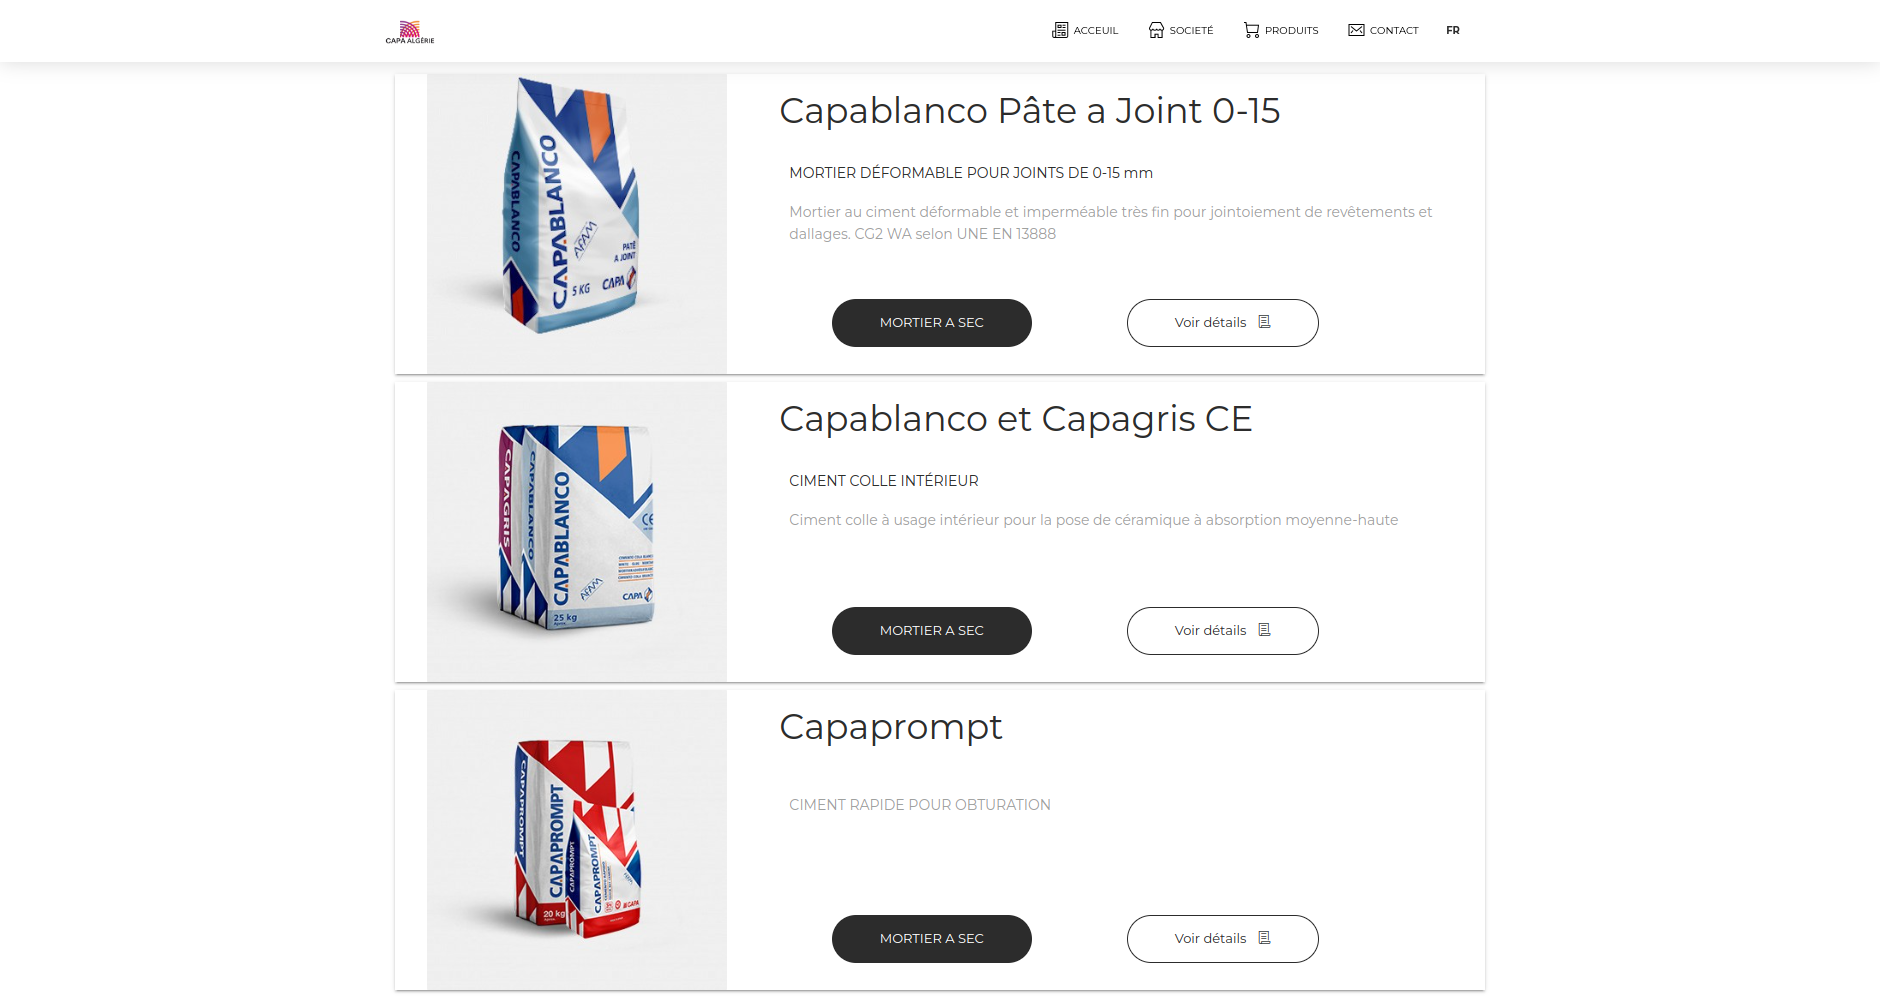 CAPA ALGÉRIE
ACCEUIL
SOCIETÉ
PRODUITS
CONTACT
FR
CAPABLANCO
CAPABLANCO
AFAM
PATÉ
A JOINT
5 KG
CAPA
Capablanco Pâte a Joint 0-15
MORTIER DÉFORMABLE POUR JOINTS DE 0-15 mm
Mortier au ciment déformable et imperméable très fin pour jointoiement de revêtements et
dallages. CG2 WA selon UNE EN 13888
MORTIER A SEC
Voir détails
CAPAGRIS
CAPABLANCO
CAPABLANCO
CE
AFAM
CAPA
25 kg
Capablanco et Capagris CE
CIMENT COLLE INTÉRIEUR
Ciment colle à usage intérieur pour la pose de céramique à absorption moyenne-haute
MORTIER A SEC
Voir détails
CAPAPROMPT
CAPAPROMPT
CAPAPROMPT
CAPAPROMPT
20 kg
CAPA
Capaprompt
CIMENT RAPIDE POUR OBTURATION
MORTIER A SEC
Voir détails